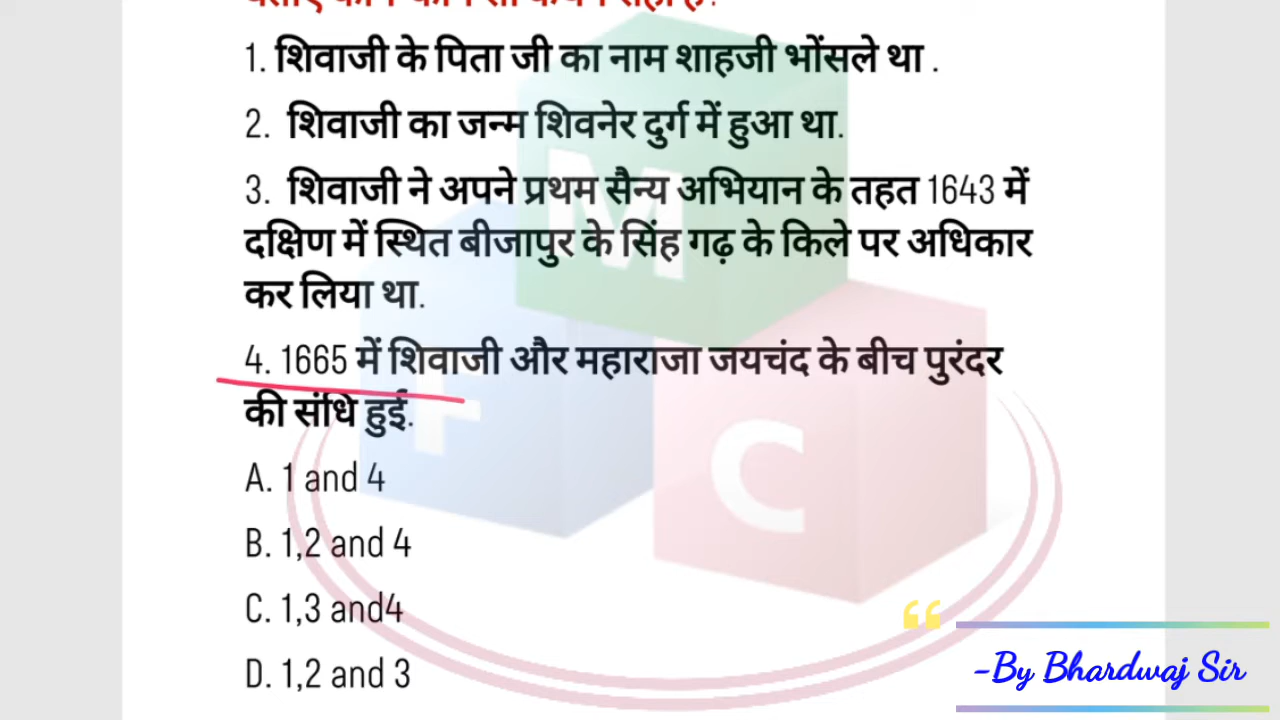 1. शिवाजी के पिता जी का नाम शाहजी भोंसले था .
2. शिवाजी का जन्म शिवनेर दुर्ग में हुआ था.
3. शिवाजी ने अपने प्रथम सैन्य अभियान के तहत 1643 में
दक्षिण में स्थित बीजापुर के सिंह गढ़ के किले पर अधिकार
कर लिया था.
4. 1665 में शिवाजी और महाराजा जयचंद के बीच पुरंदर
की संधि हुई.
A. 1 and 4
B. 1,2 and 4
C. 1,3 and4
D. 1,2 and 3
“
-By Bhardwaj Sir
M
T
C